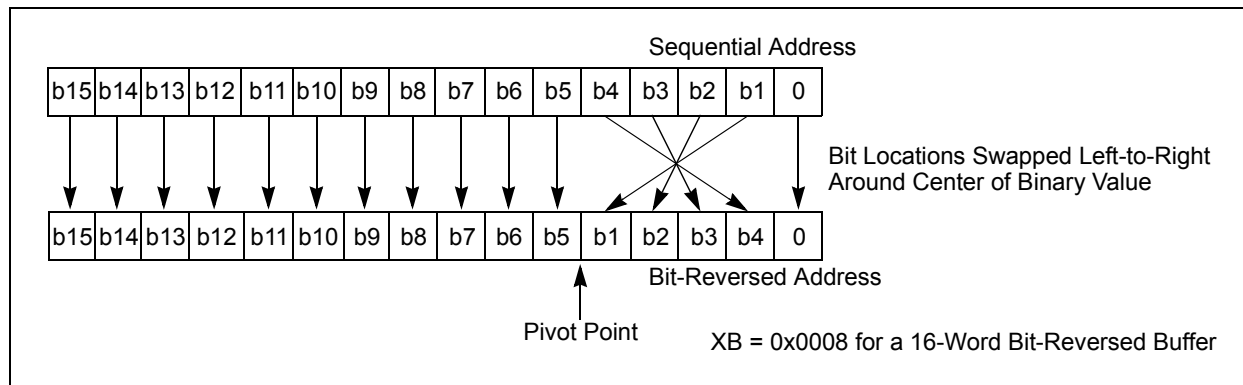 Sequential Address
b15 b14 b13 b12 b11 b10 b9 b8 b7 b6 b5 b4 b3 b2 b1 0
Bit Locations Swapped Left-to-Right
Around Center of Binary Value
b15 b14 b13 b12 b11 b10 b9 b8 b7 b6 b5 b1 b2 b3 b4 0
Bit-Reversed Address
Pivot Point
XB = 0x0008 for a 16-Word Bit-Reversed Buffer